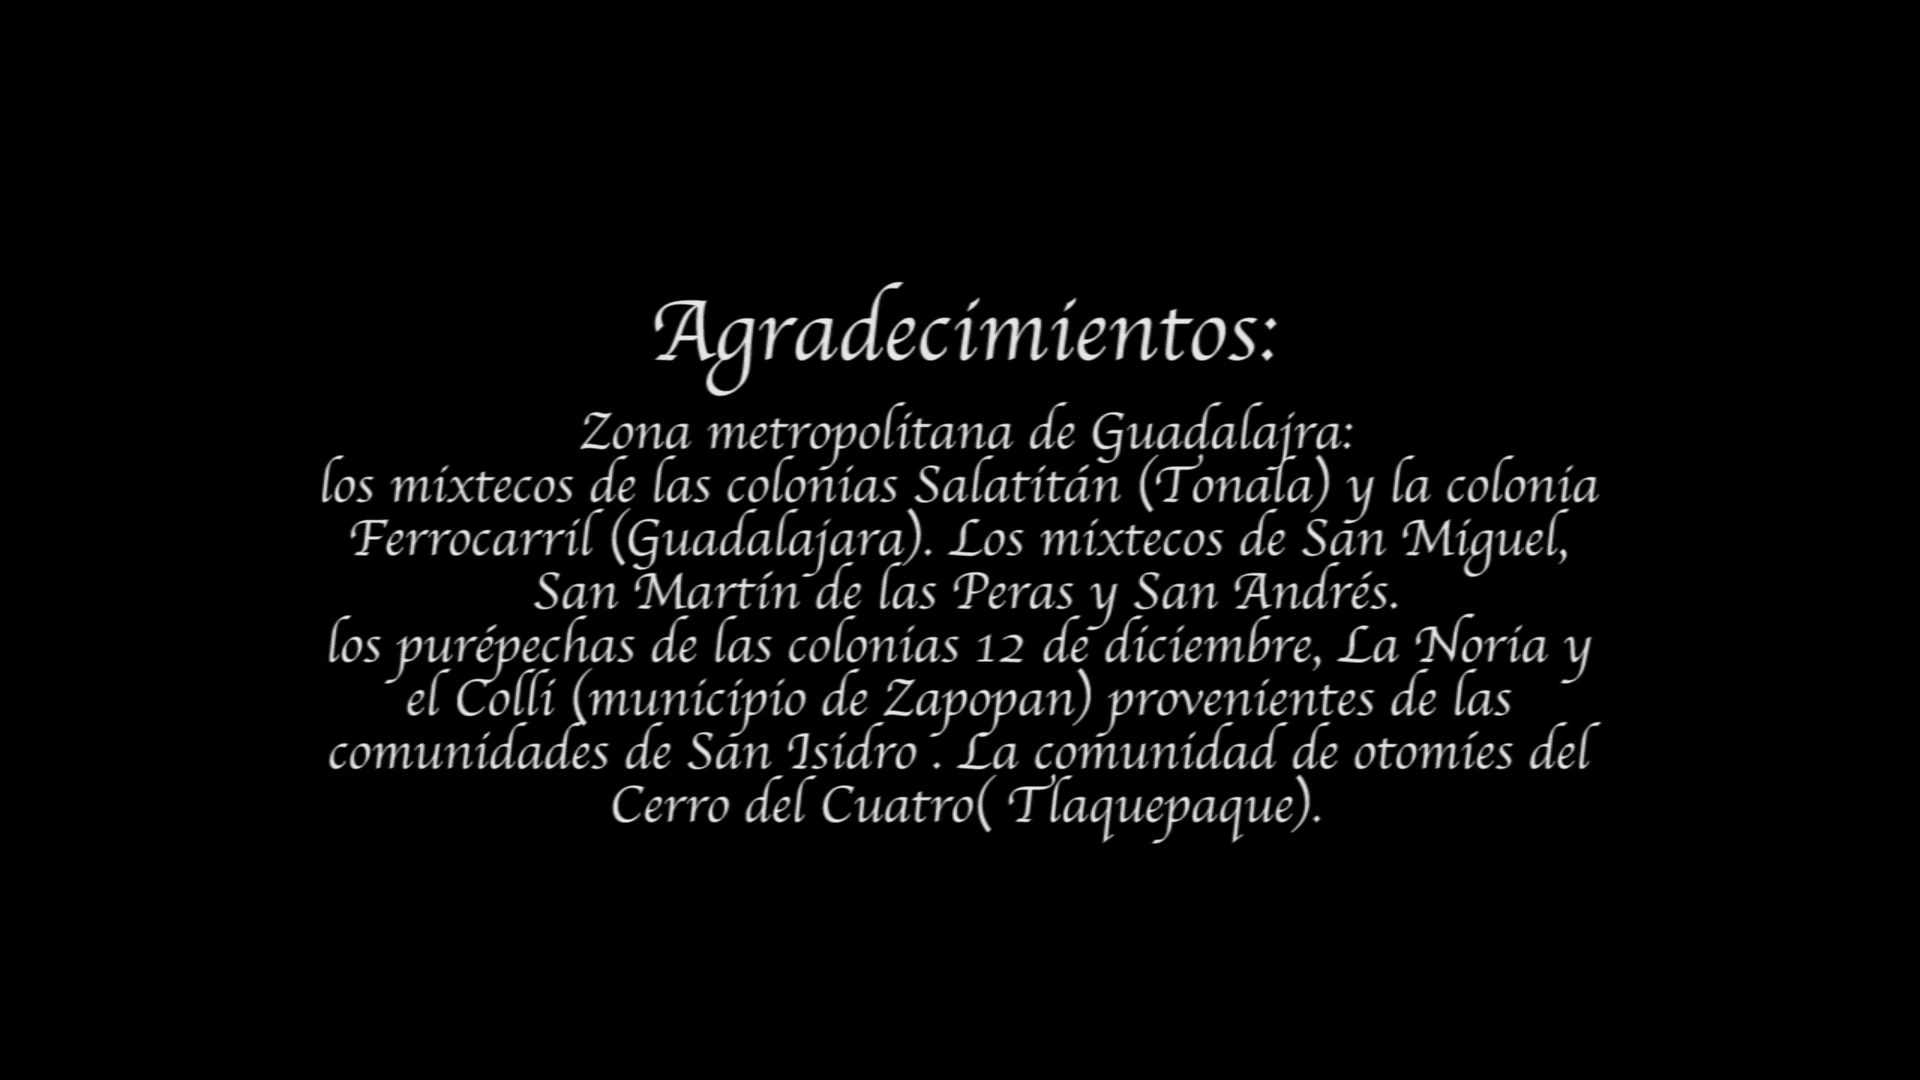 Agradecimientos:
Zona metropolitana de Guadalajra:
los mixtecos de las colonias Salatitán (Tonala) y la colonia
Ferrocarril (Guadalajara). Los mixtecos de San Miguel,
San Martín de las Peras y San Andrés.
los purépechas de las colonias 12 de diciembre, La Noria y
el Colli (municipio de Zapopan) provenientes de las
comunidades de San Isidro . La comunidad de otomíes del
Cerro del Cuatro( Tlaquepaque).